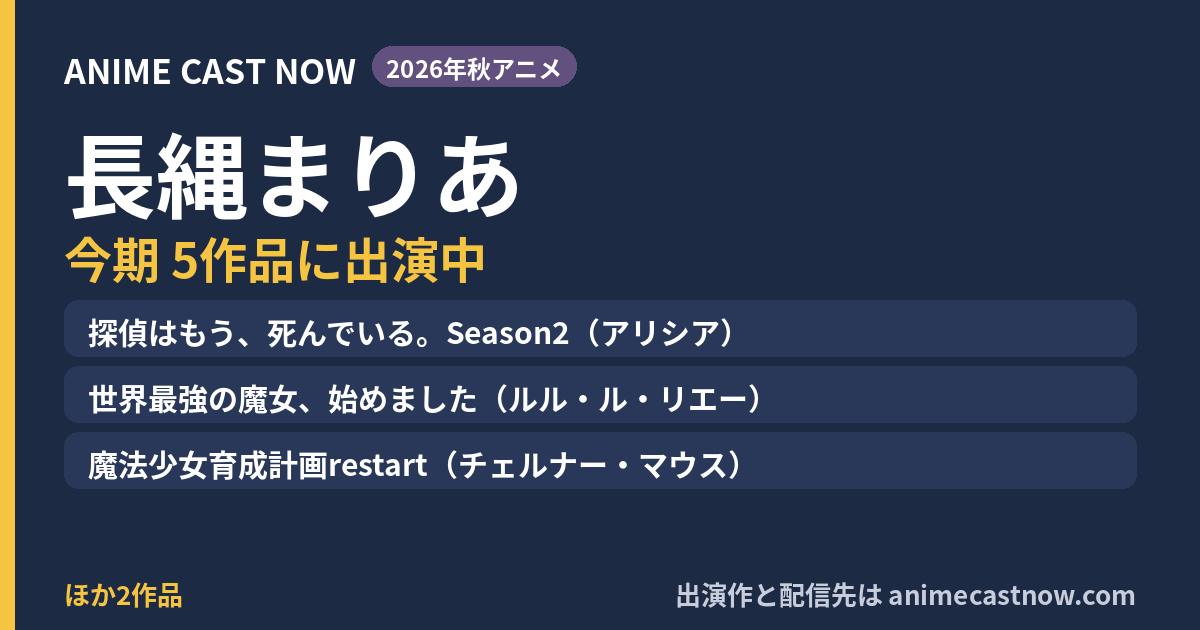 ANIME CAST NOW 2026年秋アニメ
長縄まりあ
今期 5作品に出演中
探偵はもう、死んでいる。Season2（アリシア）
世界最強の魔女、始めました（ルル・ル・リエー）
魔法少女育成計画restart（チェルナー・マウス）
ほか2作品
出演作と配信先は animecastnow.com